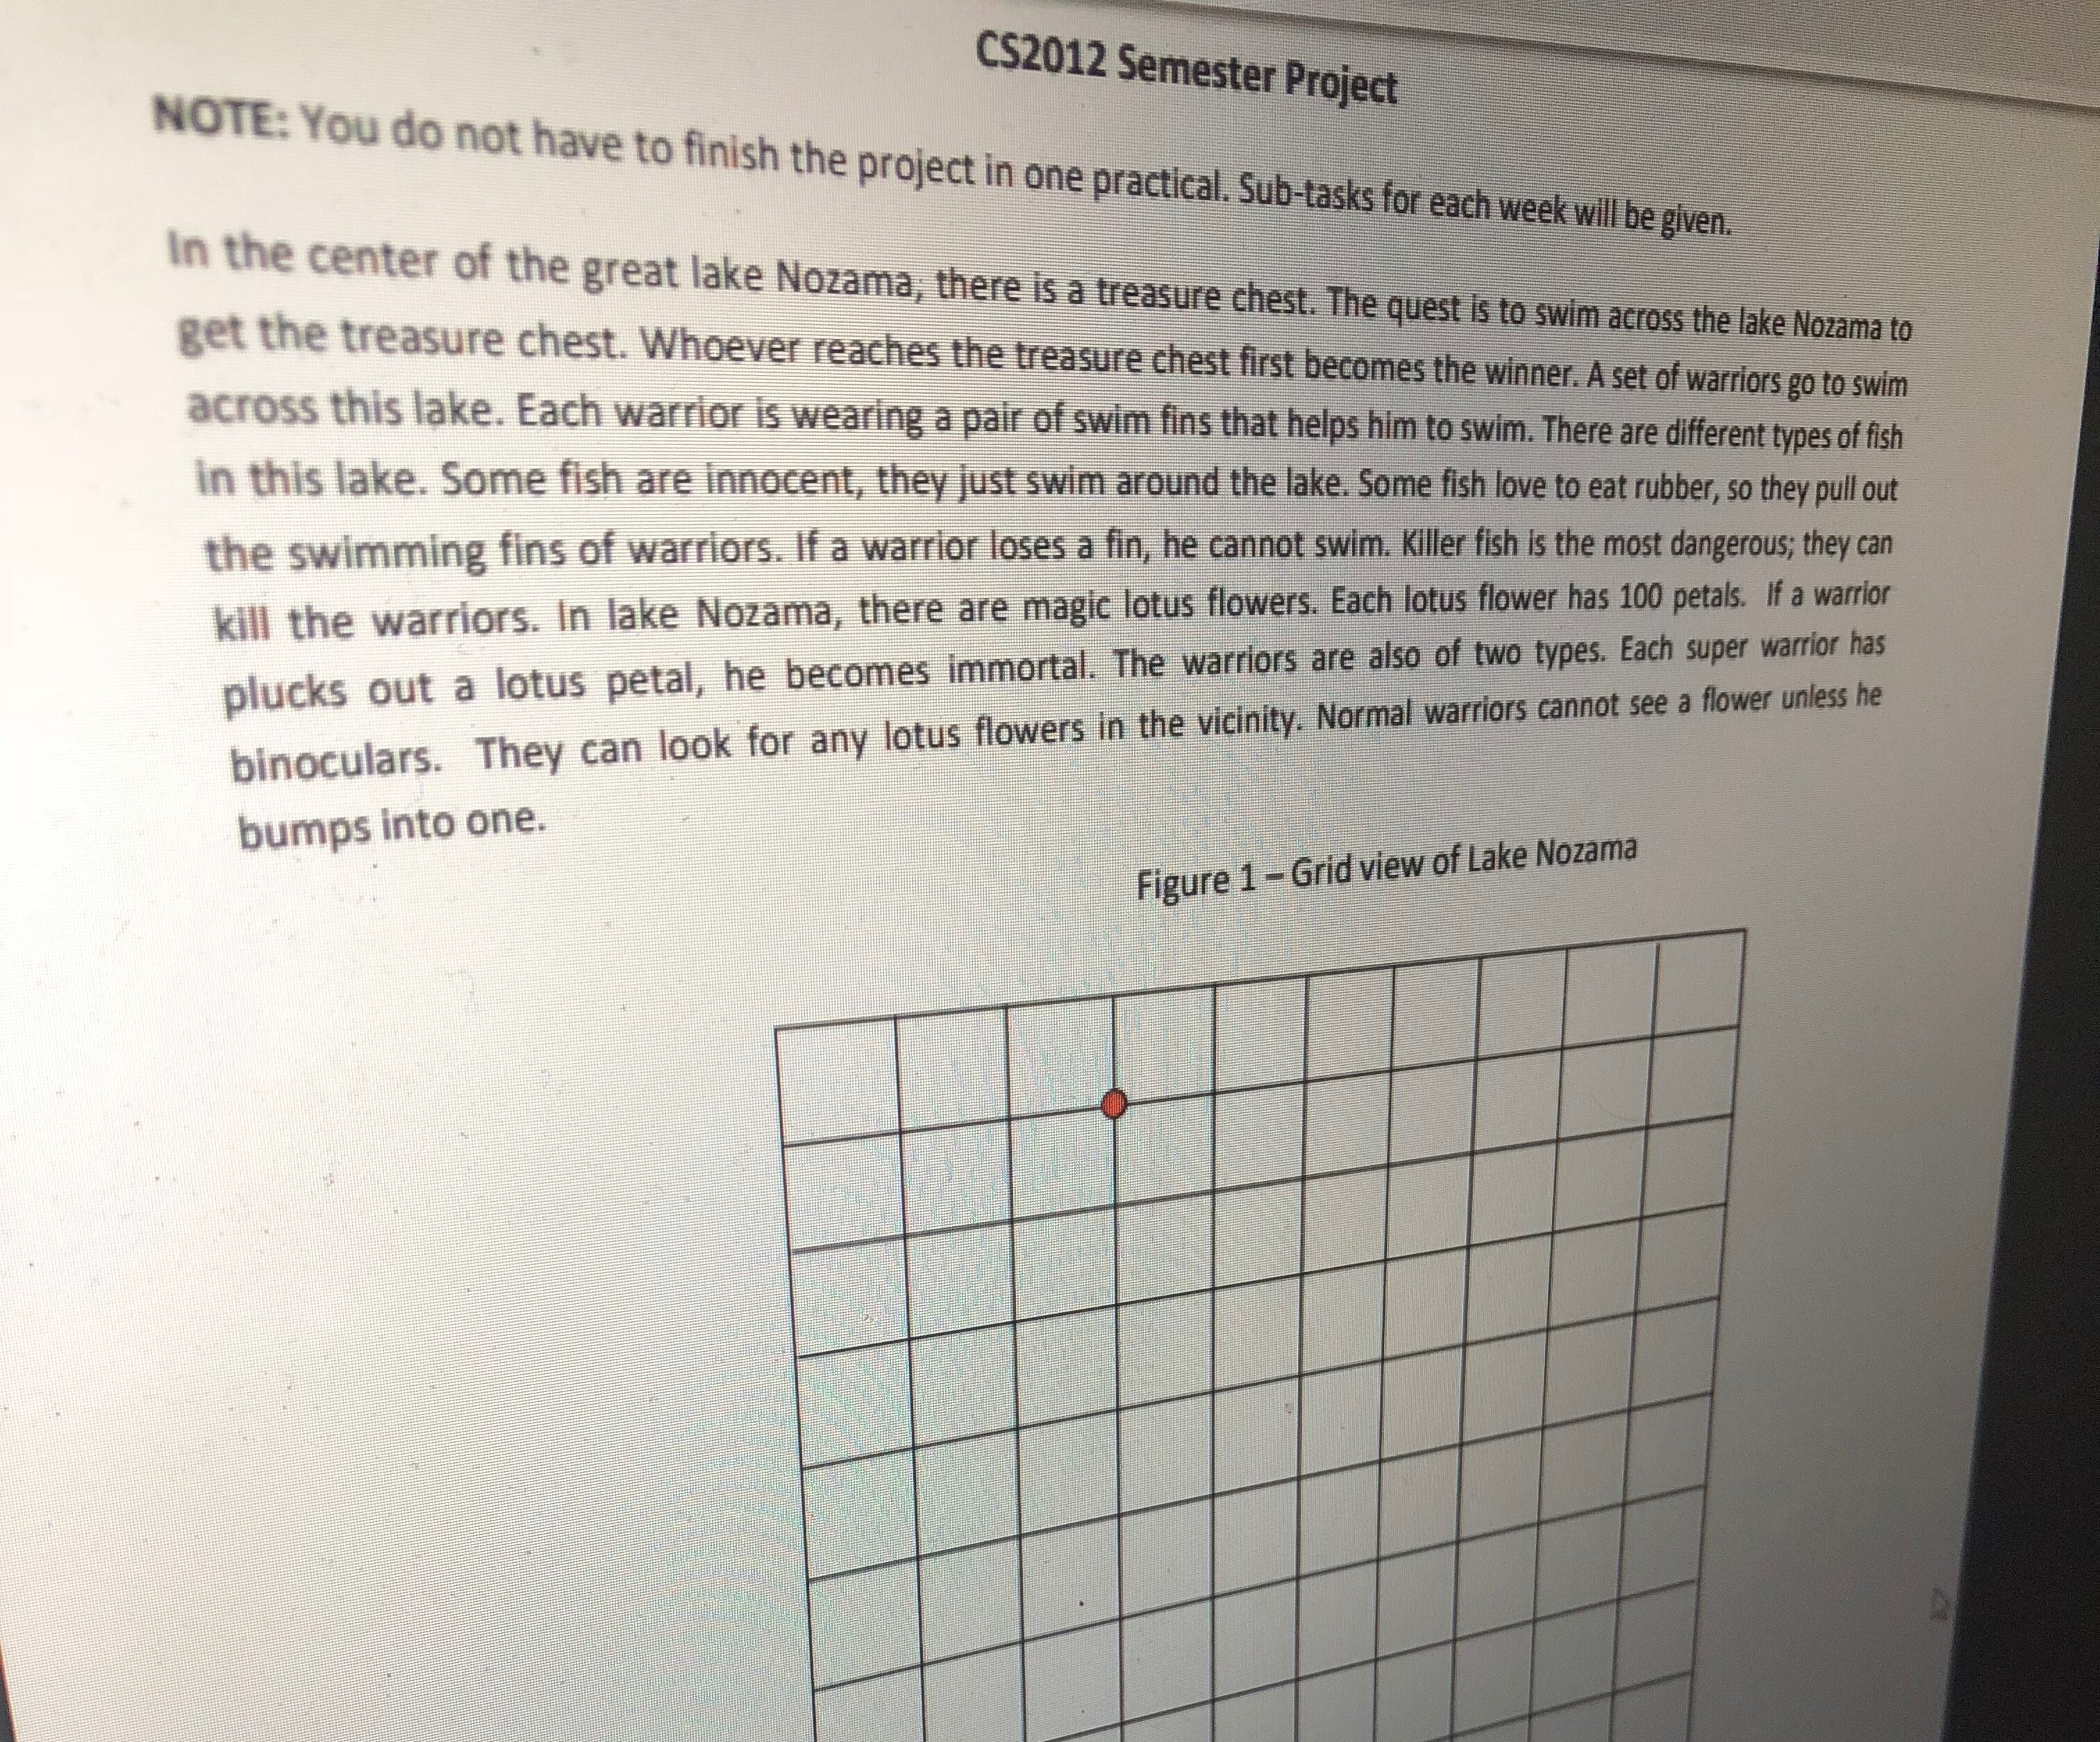 CS2012 Semester Project
NOTE: You do not have to finish the project in one practical. Sub-tasks for each week will be given.
In the center of the great lake Nozama, there is a treasure chest. The quest is to swim across the lake Nozama to
get the treasure chest. Whoever reaches the treasure chest first becomes the winner. A set of warriors go to swim
across this lake. Each warrior is wearing a pair of swim fins that helps him to swim. There are different types of fish
in this lake. Some fish are innocent, they just swim around the lake. Some fish love to eat rubber, so they pull out
the swimming fins of warriors. If a warrior loses a fin, he cannot swim. Killer fish is the most dangerous; they can
kill the warriors. In lake Nozama, there are magic lotus flowers. Each lotus flower has 100 petals. If a warrior
plucks out a lotus petal, he becomes immortal. The warriors are also of two types. Each super warrior has
binoculars. They can look for any lotus flowers in the vicinity. Normal warriors cannot see a flower unless he
bumps into one.
Figure 1 – Grid view of Lake Nozama